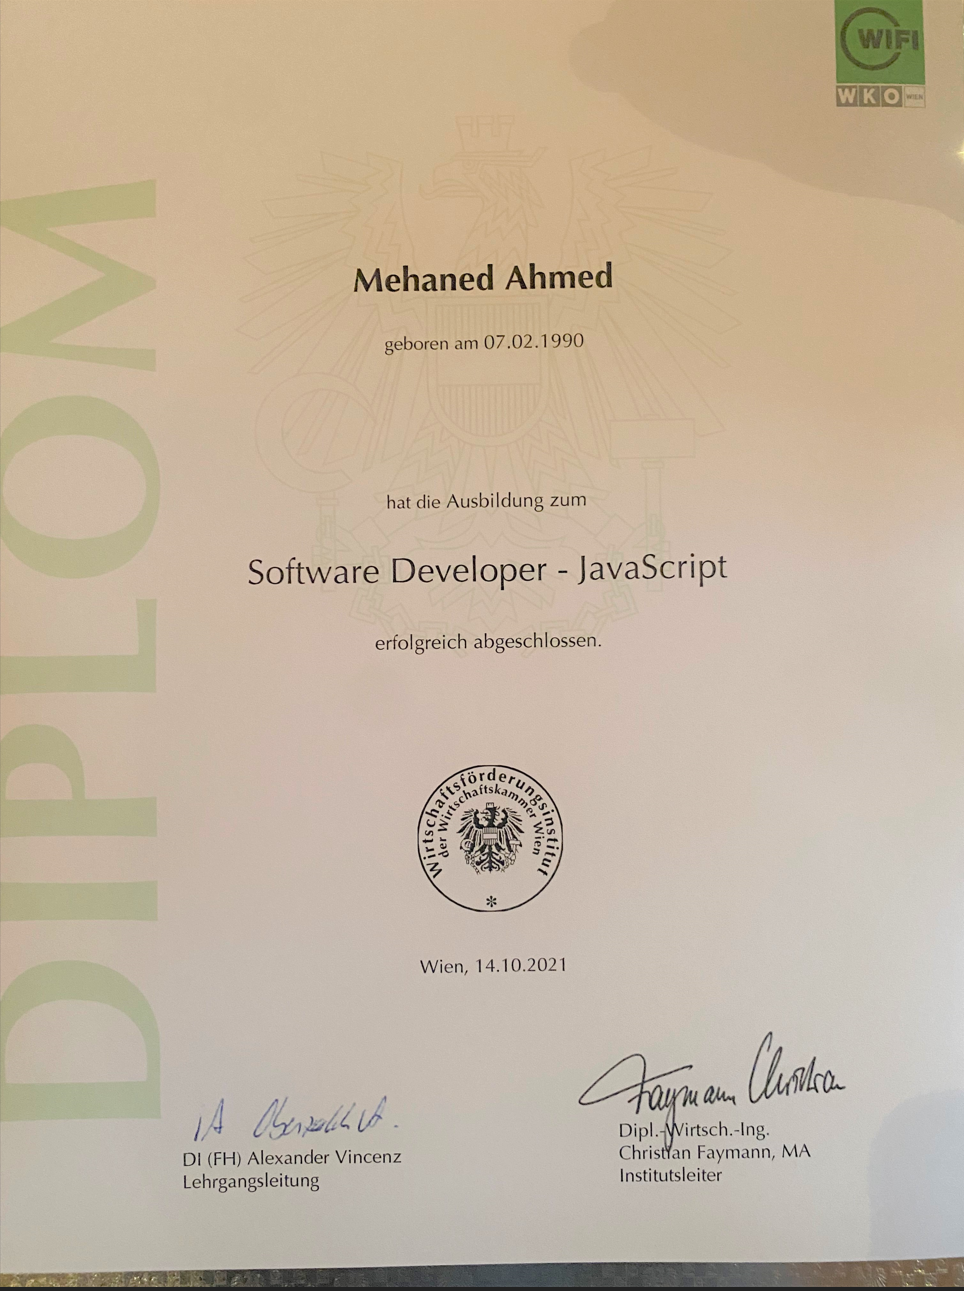 WIFI
WKO WIEN
DIPLOM
Mehaned Ahmed
geboren am 07.02.1990
hat die Ausbildung zum
Software Developer - JavaScript
erfolgreich abgeschlossen.
Wirtschaftsförderungsinstitut
der Wirtschaftskammer Wien
*
Wien, 14.10.2021
iA
Faymann Christian
DI (FH) Alexander Vincenz
Lehrgangsleitung
Dipl.-Wirtsch.-Ing.
Christian Faymann, MA
Institutsleiter